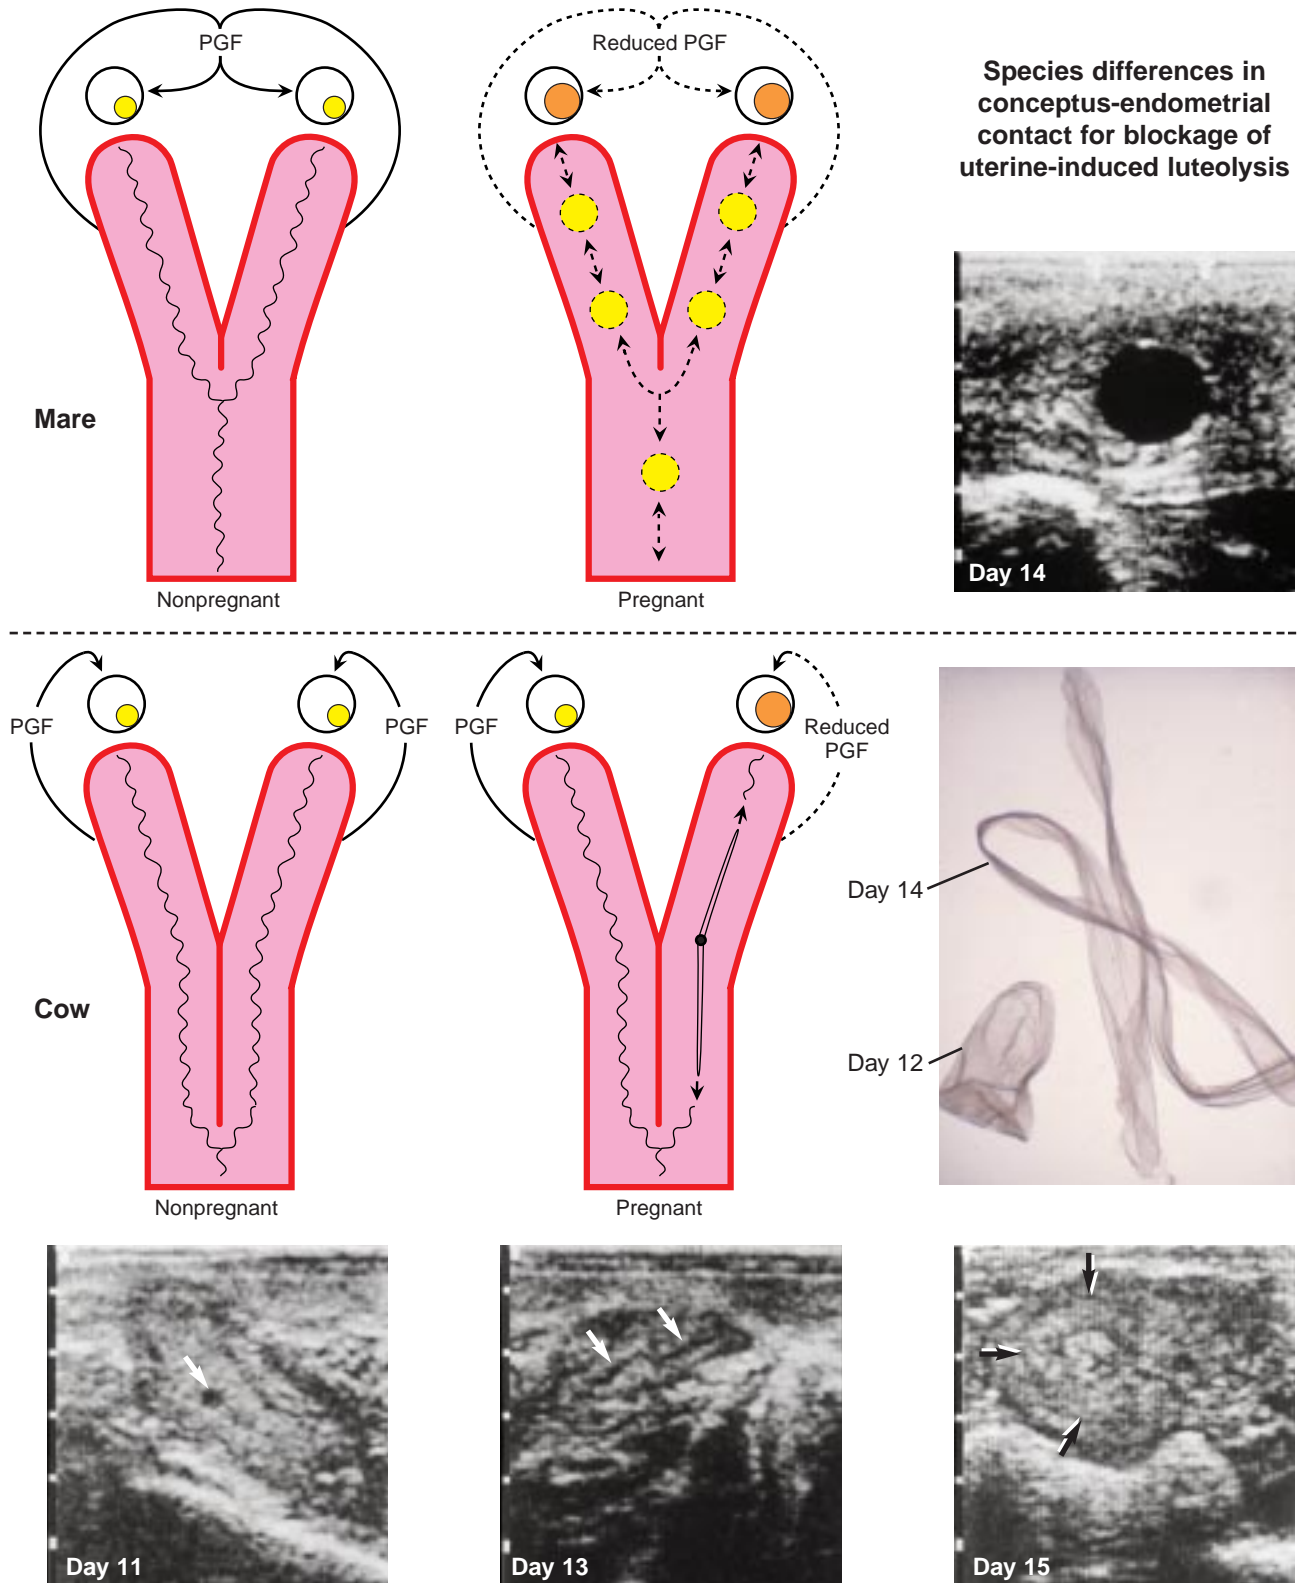 PGF
Reduced PGF
Species differences in
conceptus-endometrial
contact for blockage of
uterine-induced luteolysis
Mare
Nonpregnant
Pregnant
Day 14
PGF
PGF
PGF
Reduced
PGF
Cow
Day 14
Day 12
Nonpregnant
Pregnant
Day 11
Day 13
Day 15